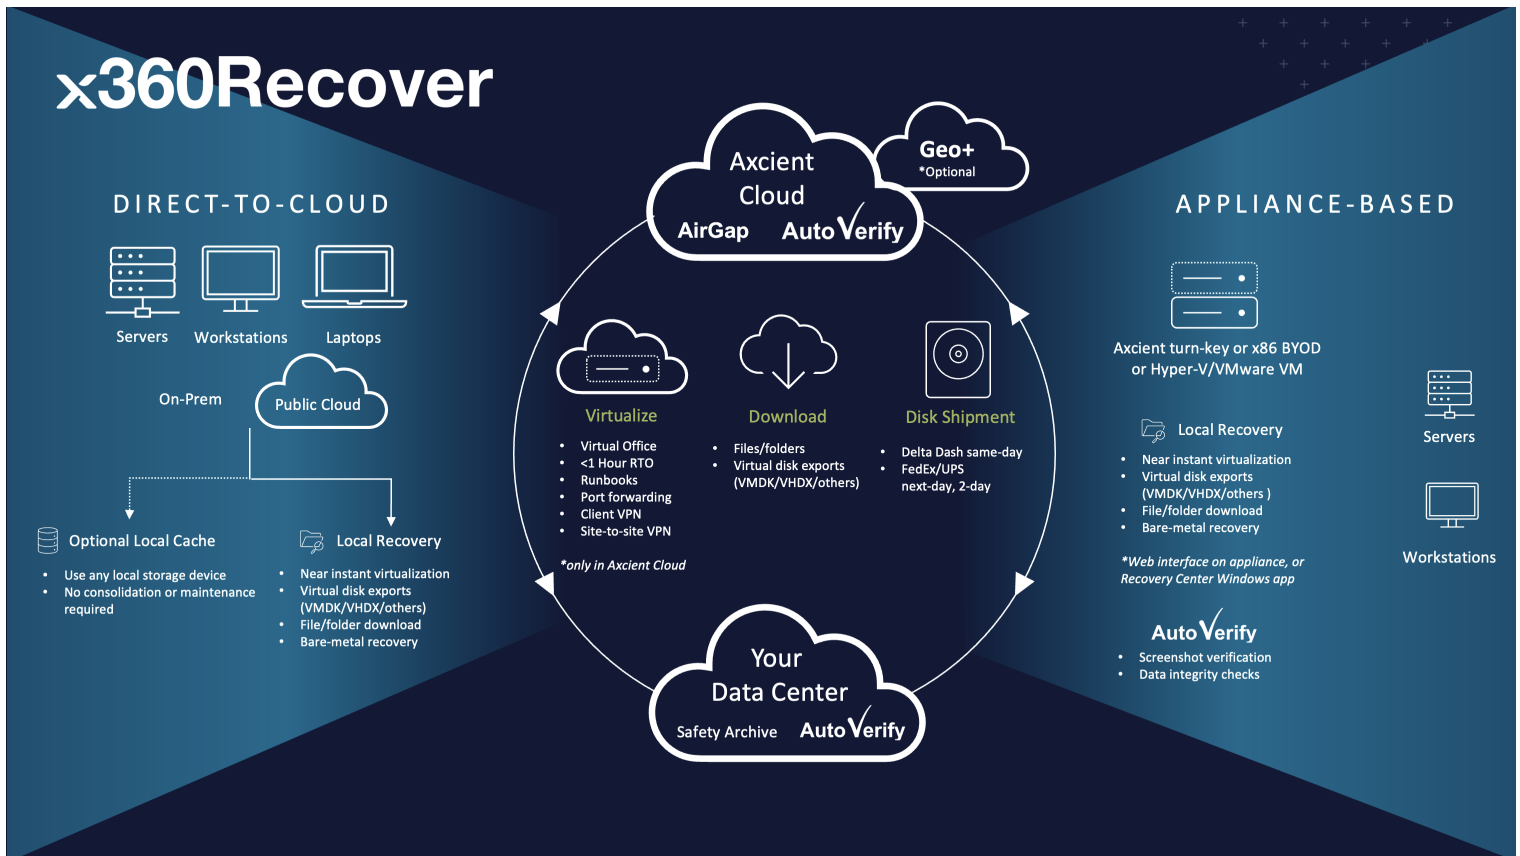 x360Recover
DIRECT-TO-CLOUD
Servers
Workstations
Laptops
On-Prem
Public Cloud
Optional Local Cache
• Use any local storage device
• No consolidation or maintenance
required
Local Recovery
• Near instant virtualization
• Virtual disk exports
(VMDK/VHDX/others)
• File/folder download
• Bare-metal recovery
Axcient
Cloud
AirGap
AutoVerify
Geo+
*Optional
Virtualize
• Virtual Office
• <1 Hour RTO
• Runbooks
• Port forwarding
• Client VPN
• Site-to-site VPN
*only in Axcient Cloud
Download
• Files/folders
• Virtual disk exports
(VMDK/VHDX/others)
Disk Shipment
• Delta Dash same-day
• FedEx/UPS
next-day, 2-day
Your
Data Center
Safety Archive
AutoVerify
APPLIANCE-BASED
Axcient turn-key or x86 BYOD
or Hyper-V/VMware VM
Local Recovery
• Near instant virtualization
• Virtual disk exports
(VMDK/VHDX/others )
• File/folder download
• Bare-metal recovery
*Web interface on appliance, or
Recovery Center Windows app
AutoVerify
• Screenshot verification
• Data integrity checks
Servers
Workstations